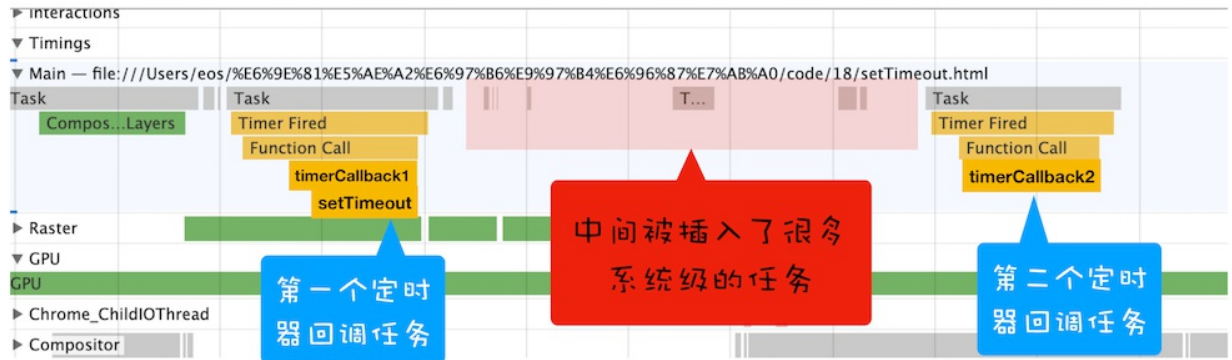 Interactions
Timings
Main — file:///Users/eos/%E6%9E%81%E5%AE%A2%E6%97%B6%E9%97%B4%E6%96%87%E7%AB%A0/code/18/setTimeout.html
Task
Task
T...
Task
Compos...Layers
Timer Fired
Timer Fired
Function Call
Function Call
timerCallback1
timerCallback2
setTimeout
Raster
中间被插入了很多
系统级的任务
GPU
GPU
第一个定时
器回调任务
第二个定时
器回调任务
Chrome_ChildIOThread
Compositor